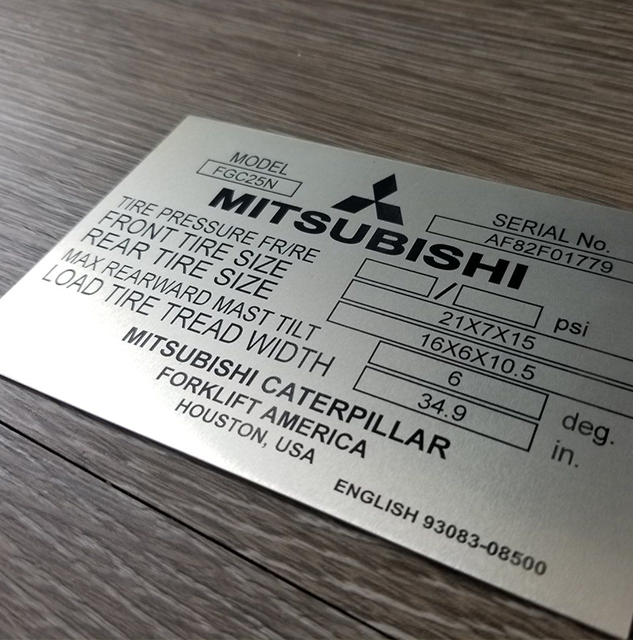 MODEL
FGC25N
MITSUBISHI
SERIAL No.
AF82F01779
TIRE PRESSURE FR/RE / psi
FRONT TIRE SIZE 21X7X15
REAR TIRE SIZE 16X6X10.5
MAX REARWARD MAST TILT 6 deg.
LOAD TIRE TREAD WIDTH 34.9 in.
MITSUBISHI CATERPILLAR
FORKLIFT AMERICA
HOUSTON, USA
ENGLISH 93083-08500